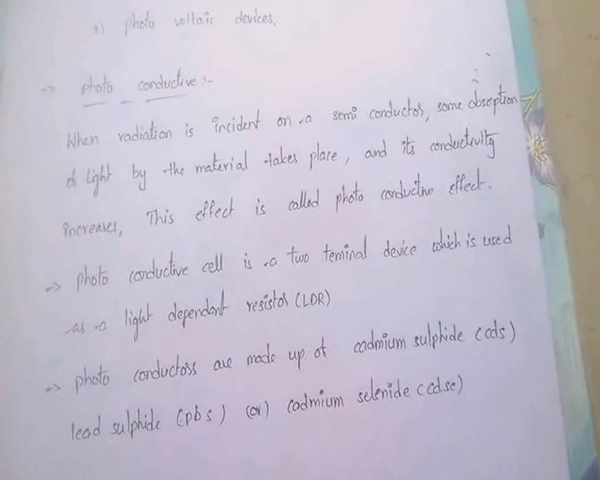 s) photo voltaic devices.
-> photo conductive :-
When radiation is incident on a semi conductor, some absorption
of light by the material takes place, and its conductivity
increases, This effect is called photo conductive effect.
-> photo conductive cell is a two teminal device which is used
as a light dependent resistor (LDR)
-> photo conductors are made up of cadmium sulphide (cds)
lead sulphide (pbs) (or) cadmium selenide (cdse)